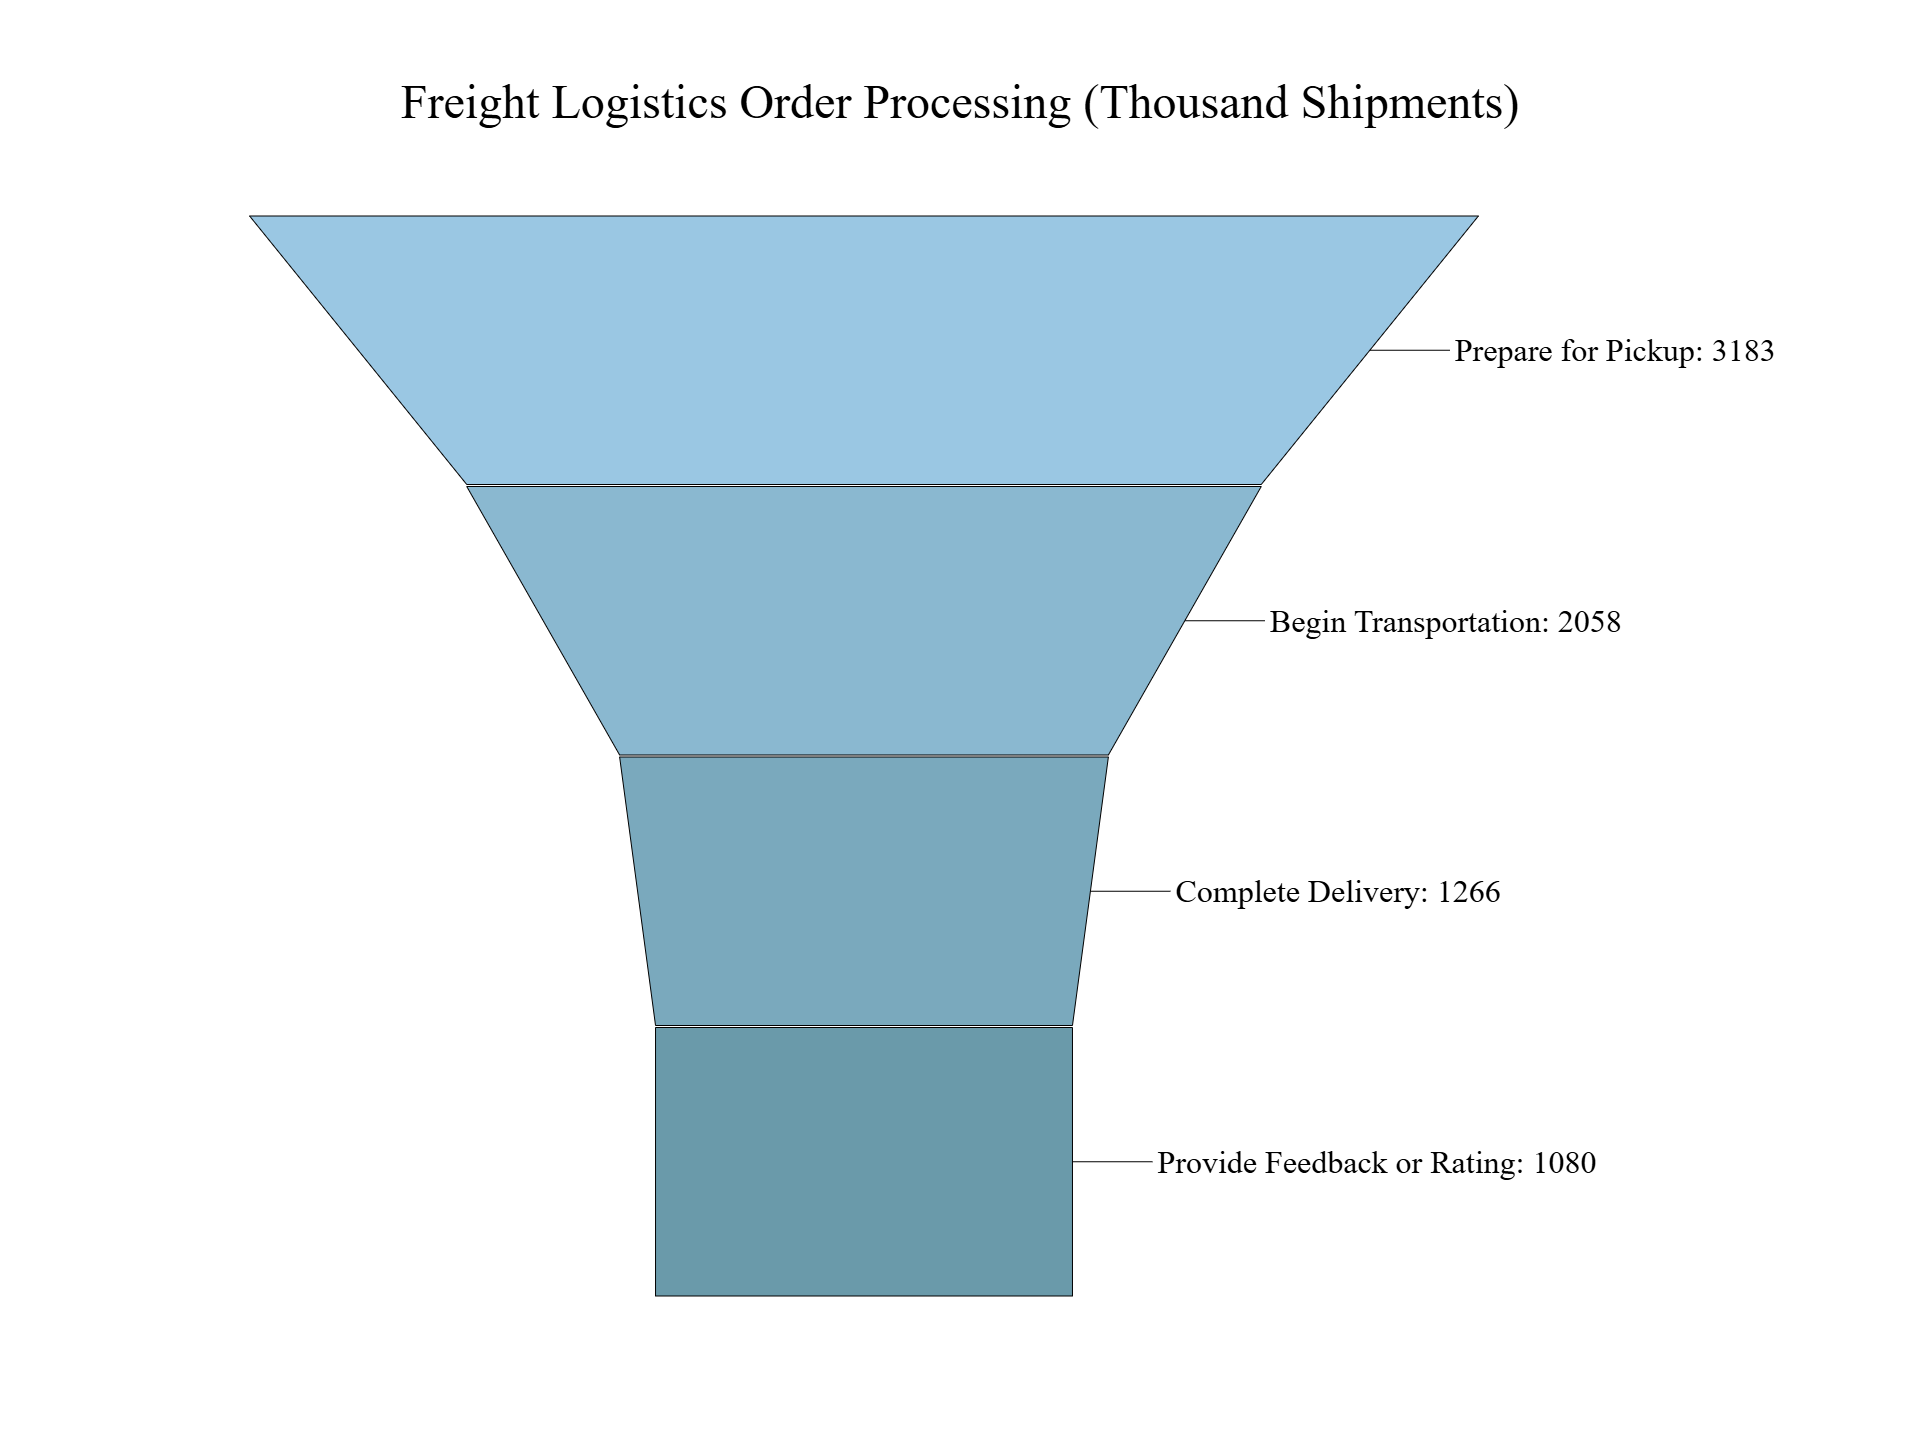 Freight Logistics Order Processing (Thousand Shipments)
Prepare for Pickup: 3183
Begin Transportation: 2058
Complete Delivery: 1266
Provide Feedback or Rating: 1080